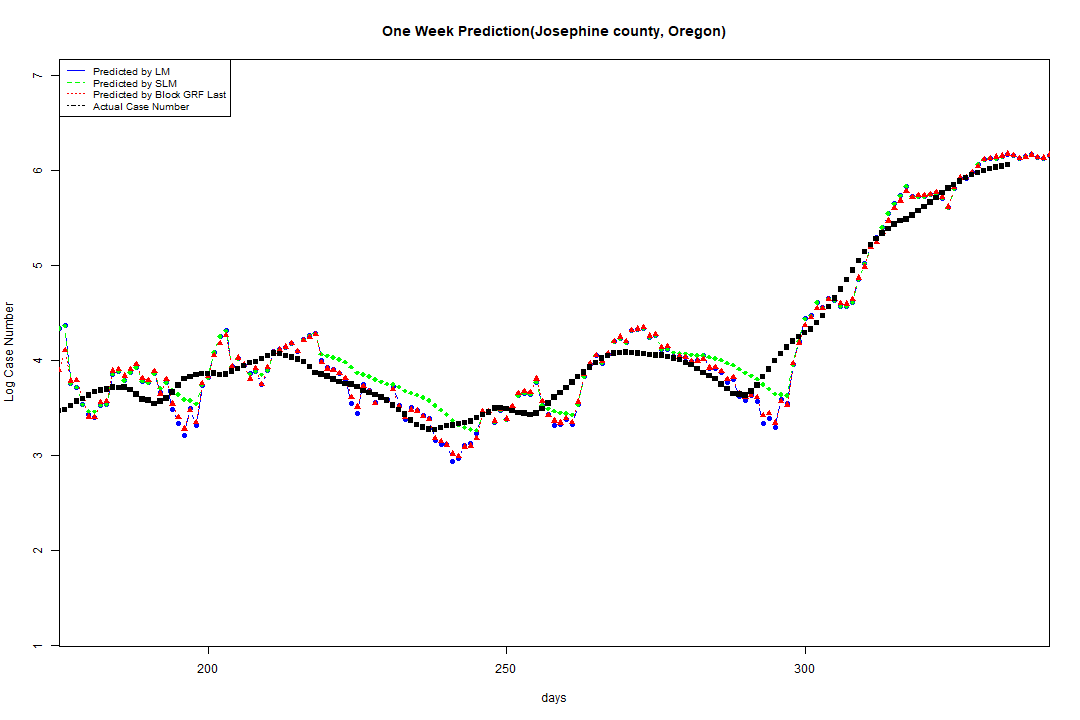 One Week Prediction(Josephine county, Oregon)
Predicted by LM
Predicted by SLM
Predicted by Block GRF Last
Actual Case Number
7
6
5
4
3
2
1
Log Case Number
200
250
300
days